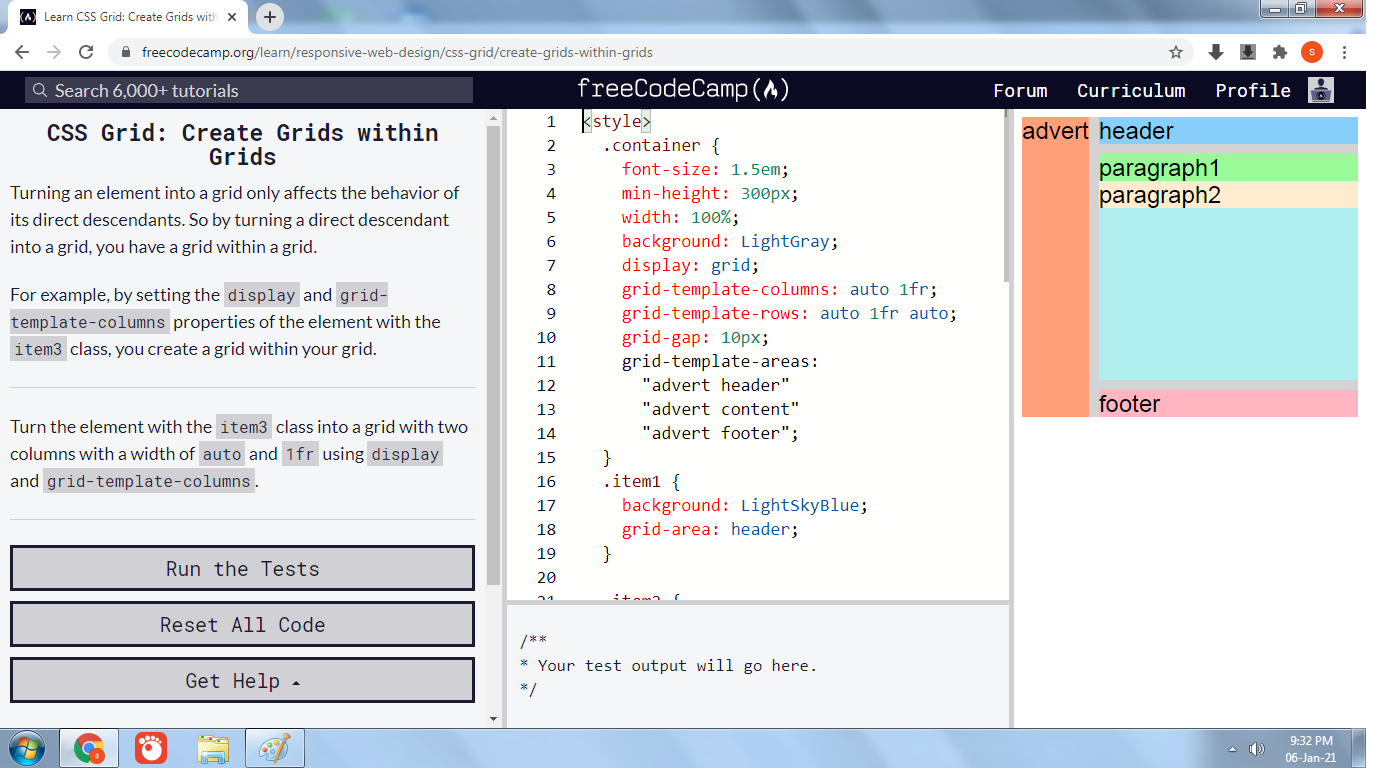 Learn CSS Grid: Create Grids with
freecodecamp.org/learn/responsive-web-design/css-grid/create-grids-within-grids
S
Search 6,000+ tutorials
freeCodeCamp
Forum Curriculum Profile
CSS Grid: Create Grids within
Grids
Turning an element into a grid only affects the behavior of
its direct descendants. So by turning a direct descendant
into a grid, you have a grid within a grid.
For example, by setting the display and grid-
template-columns properties of the element with the
item3 class, you create a grid within your grid.
Turn the element with the item3 class into a grid with two
columns with a width of auto and 1fr using display
and grid-template-columns.
Run the Tests
Reset All Code
Get Help
1 <style>
2 .container {
3 font-size: 1.5em;
4 min-height: 300px;
5 width: 100%;
6 background: LightGray;
7 display: grid;
8 grid-template-columns: auto 1fr;
9 grid-template-rows: auto 1fr auto;
10 grid-gap: 10px;
11 grid-template-areas:
12 "advert header"
13 "advert content"
14 "advert footer";
15 }
16 .item1 {
17 background: LightSkyBlue;
18 grid-area: header;
19 }
20
21 .item2 {
/**
* Your test output will go here.
*/
advert
header
paragraph1
paragraph2
footer
9:32 PM
06-Jan-21